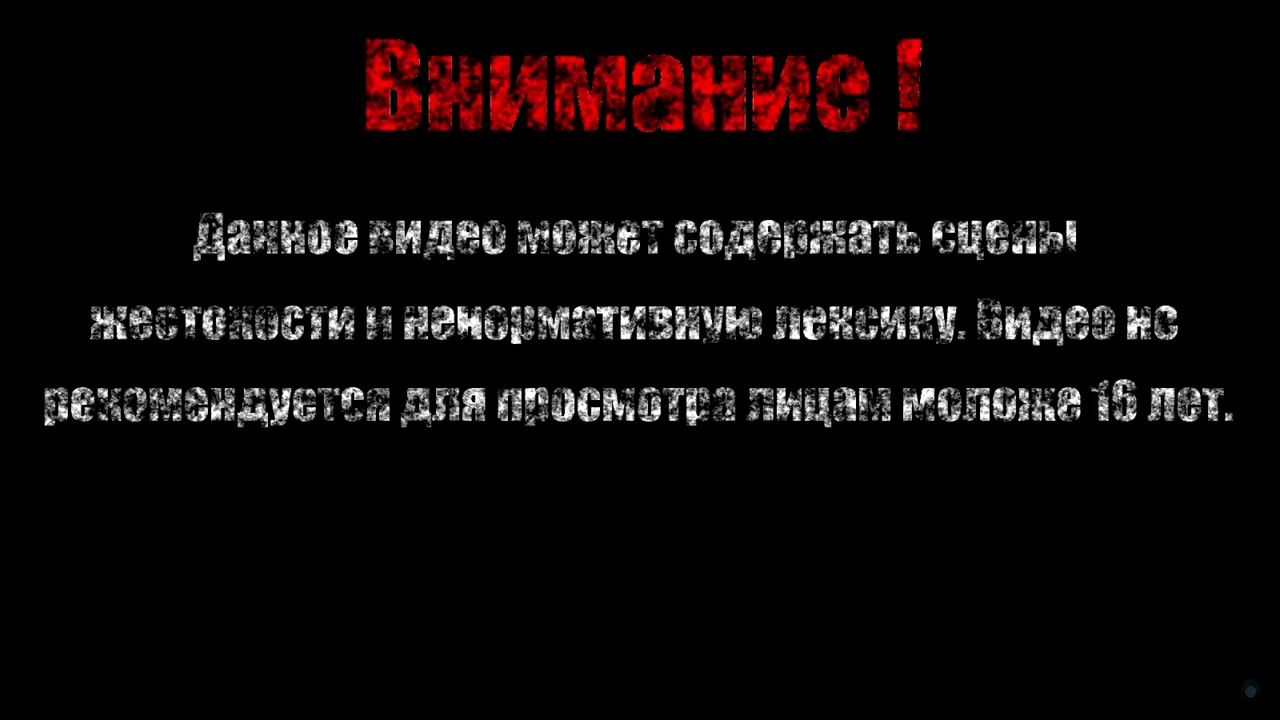 Внимание !
Данное видео может содержать сцены
жестокости и ненормативную лексику. Видео не
рекомендуется для просмотра лицам моложе 16 лет.